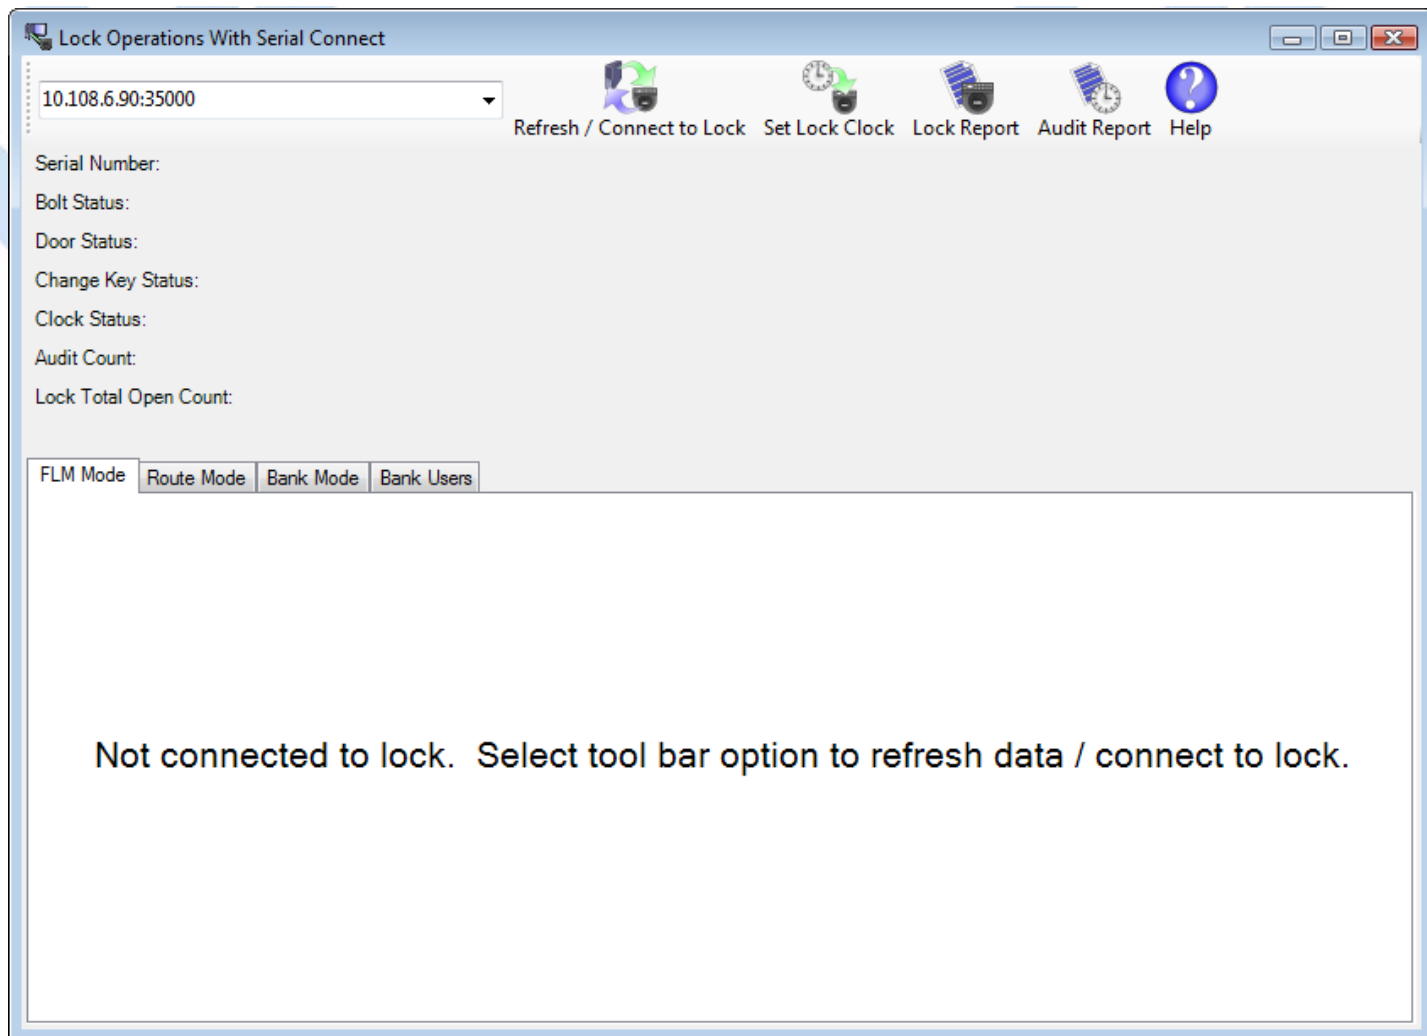 Lock Operations With Serial Connect
10.108.6.90:35000
Refresh / Connect to Lock Set Lock Clock Lock Report Audit Report Help
Serial Number:
Bolt Status:
Door Status:
Change Key Status:
Clock Status:
Audit Count:
Lock Total Open Count:
FLM Mode Route Mode Bank Mode Bank Users
Not connected to lock.  Select tool bar option to refresh data / connect to lock.